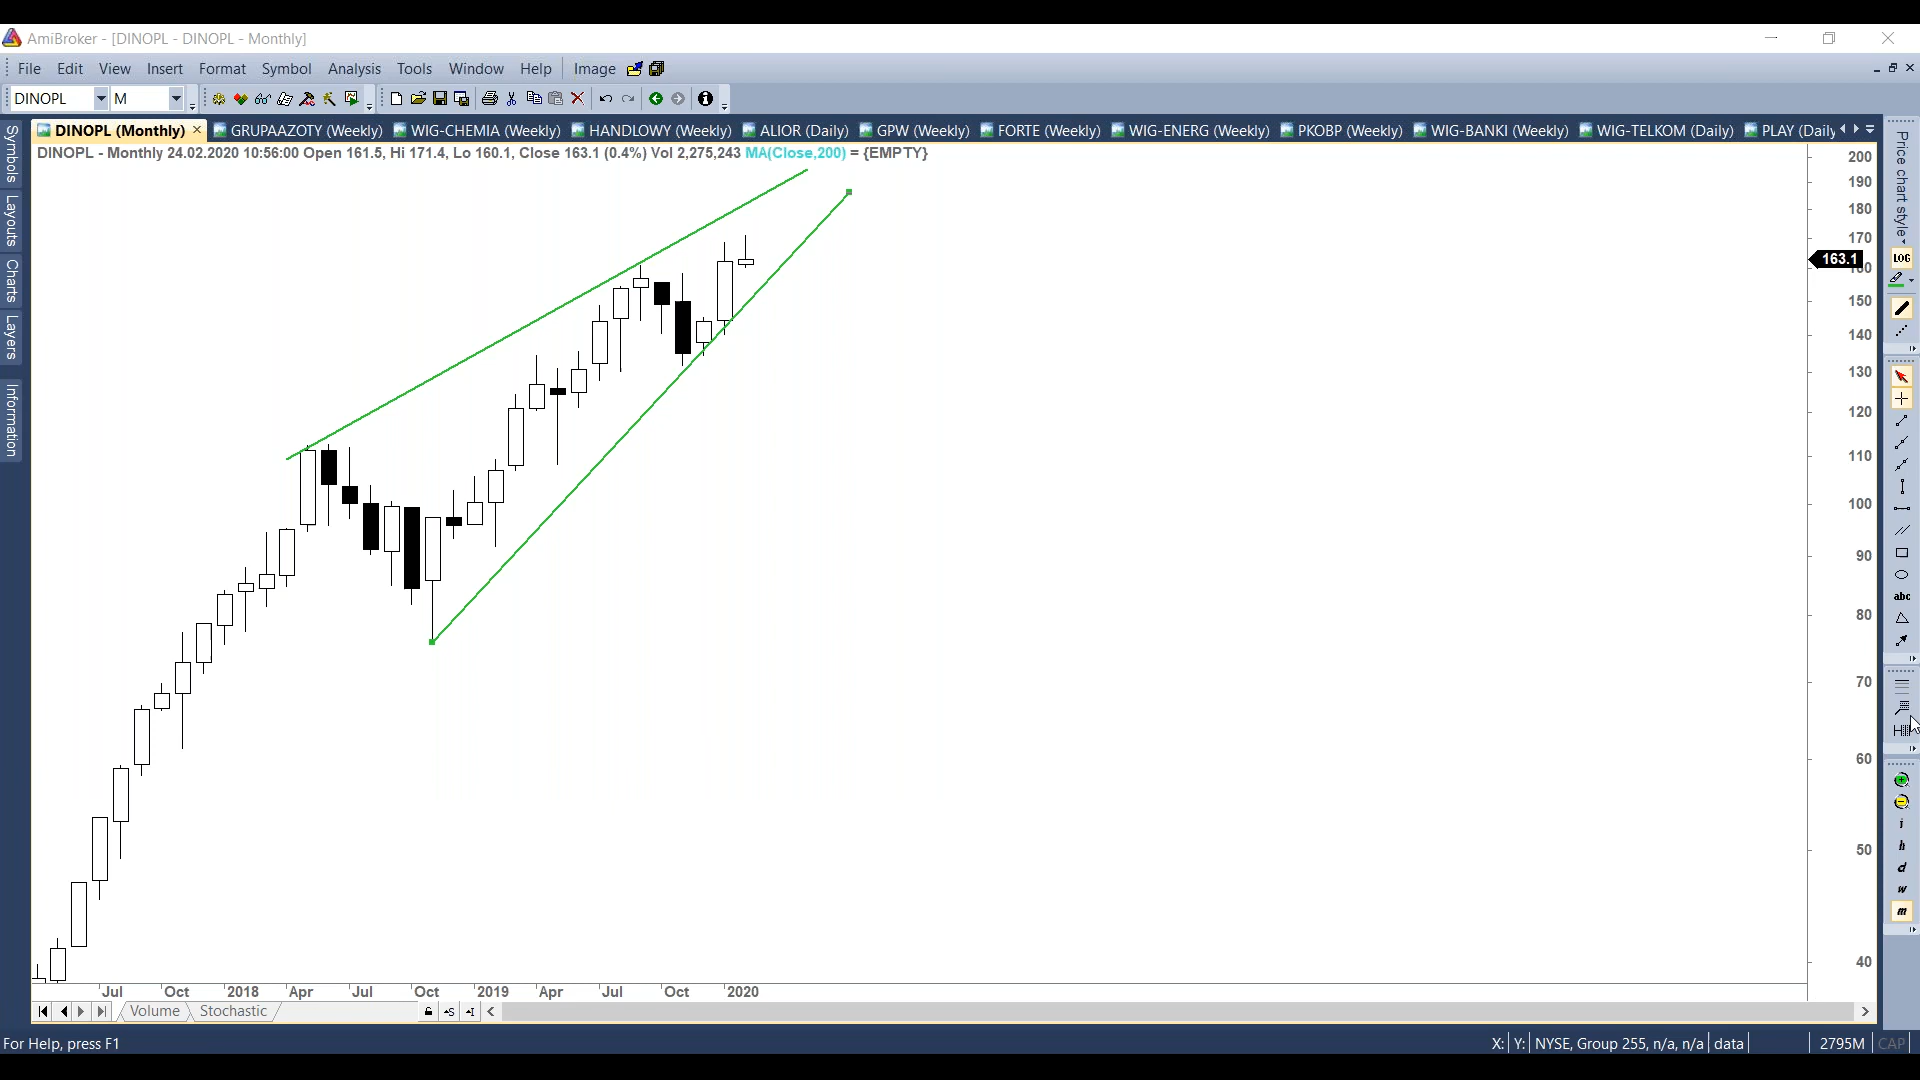 AmiBroker - [DINOPL - DINOPL - Monthly]
File Edit View Insert Format Symbol Analysis Tools Window Help Image
DINOPL M
DINOPL (Monthly) GRUPAAZOTY (Weekly) WIG-CHEMIA (Weekly) HANDLOWY (Weekly) ALIOR (Daily) GPW (Weekly) FORTE (Weekly) WIG-ENERG (Weekly) PKOBP (Weekly) WIG-BANKI (Weekly) WIG-TELKOM (Daily) PLAY (Daily
DINOPL - Monthly 24.02.2020 10:56:00 Open 161.5, Hi 171.4, Lo 160.1, Close 163.1 (0.4%) Vol 2,275,243 MA(Close,200) = {EMPTY}
Symbols
Layouts
Charts
Layers
Information
200
190
180
170
163.1
150
140
130
120
110
100
90
80
70
60
50
40
Price chart style
LOG
abc
i
h
d
w
m
Jul Oct 2018 Apr Jul Oct 2019 Apr Jul Oct 2020
Volume Stochastic
For Help, press F1
X: Y: NYSE, Group 255, n/a, n/a data 2795M CAP